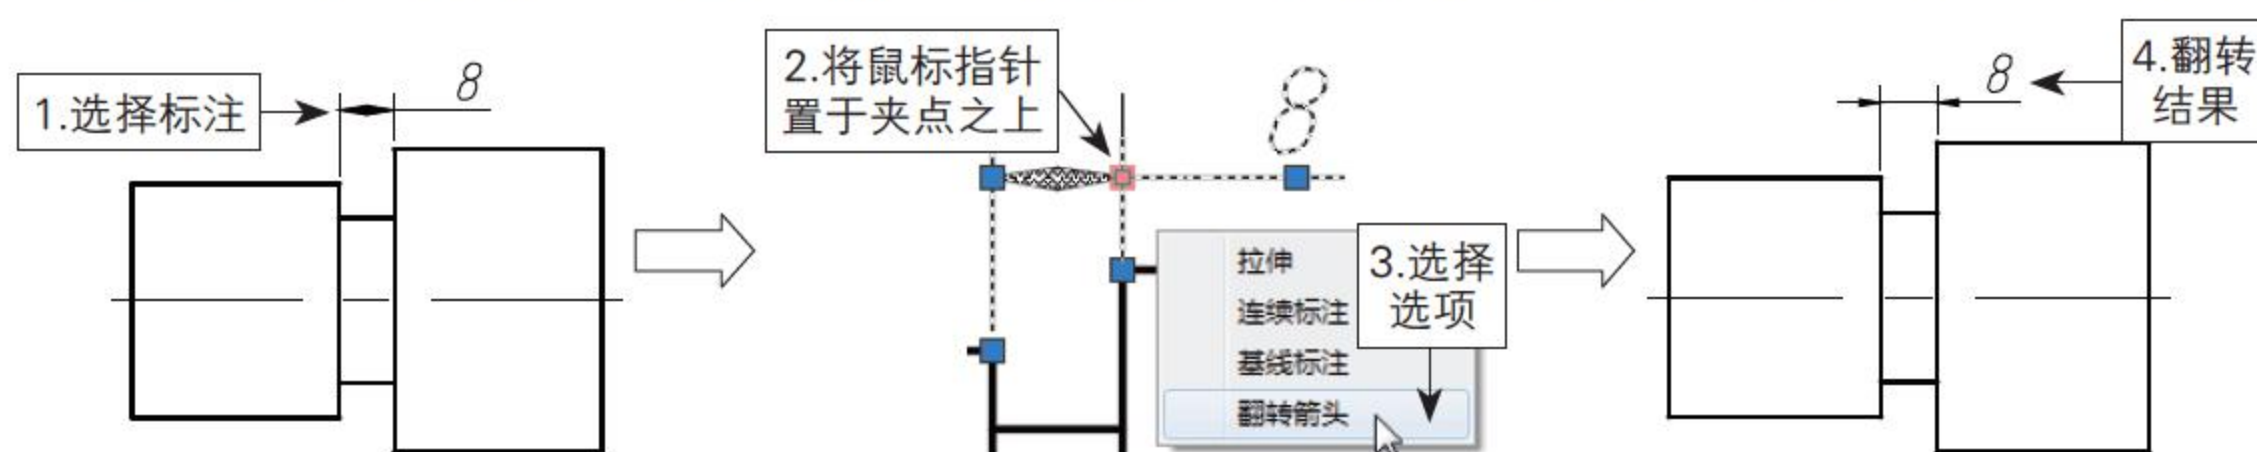 1.选择标注
8
2.将鼠标指针
置于夹点之上
8
拉伸
连续标注
基线标注
翻转箭头
3.选择
选项
8
4.翻转
结果